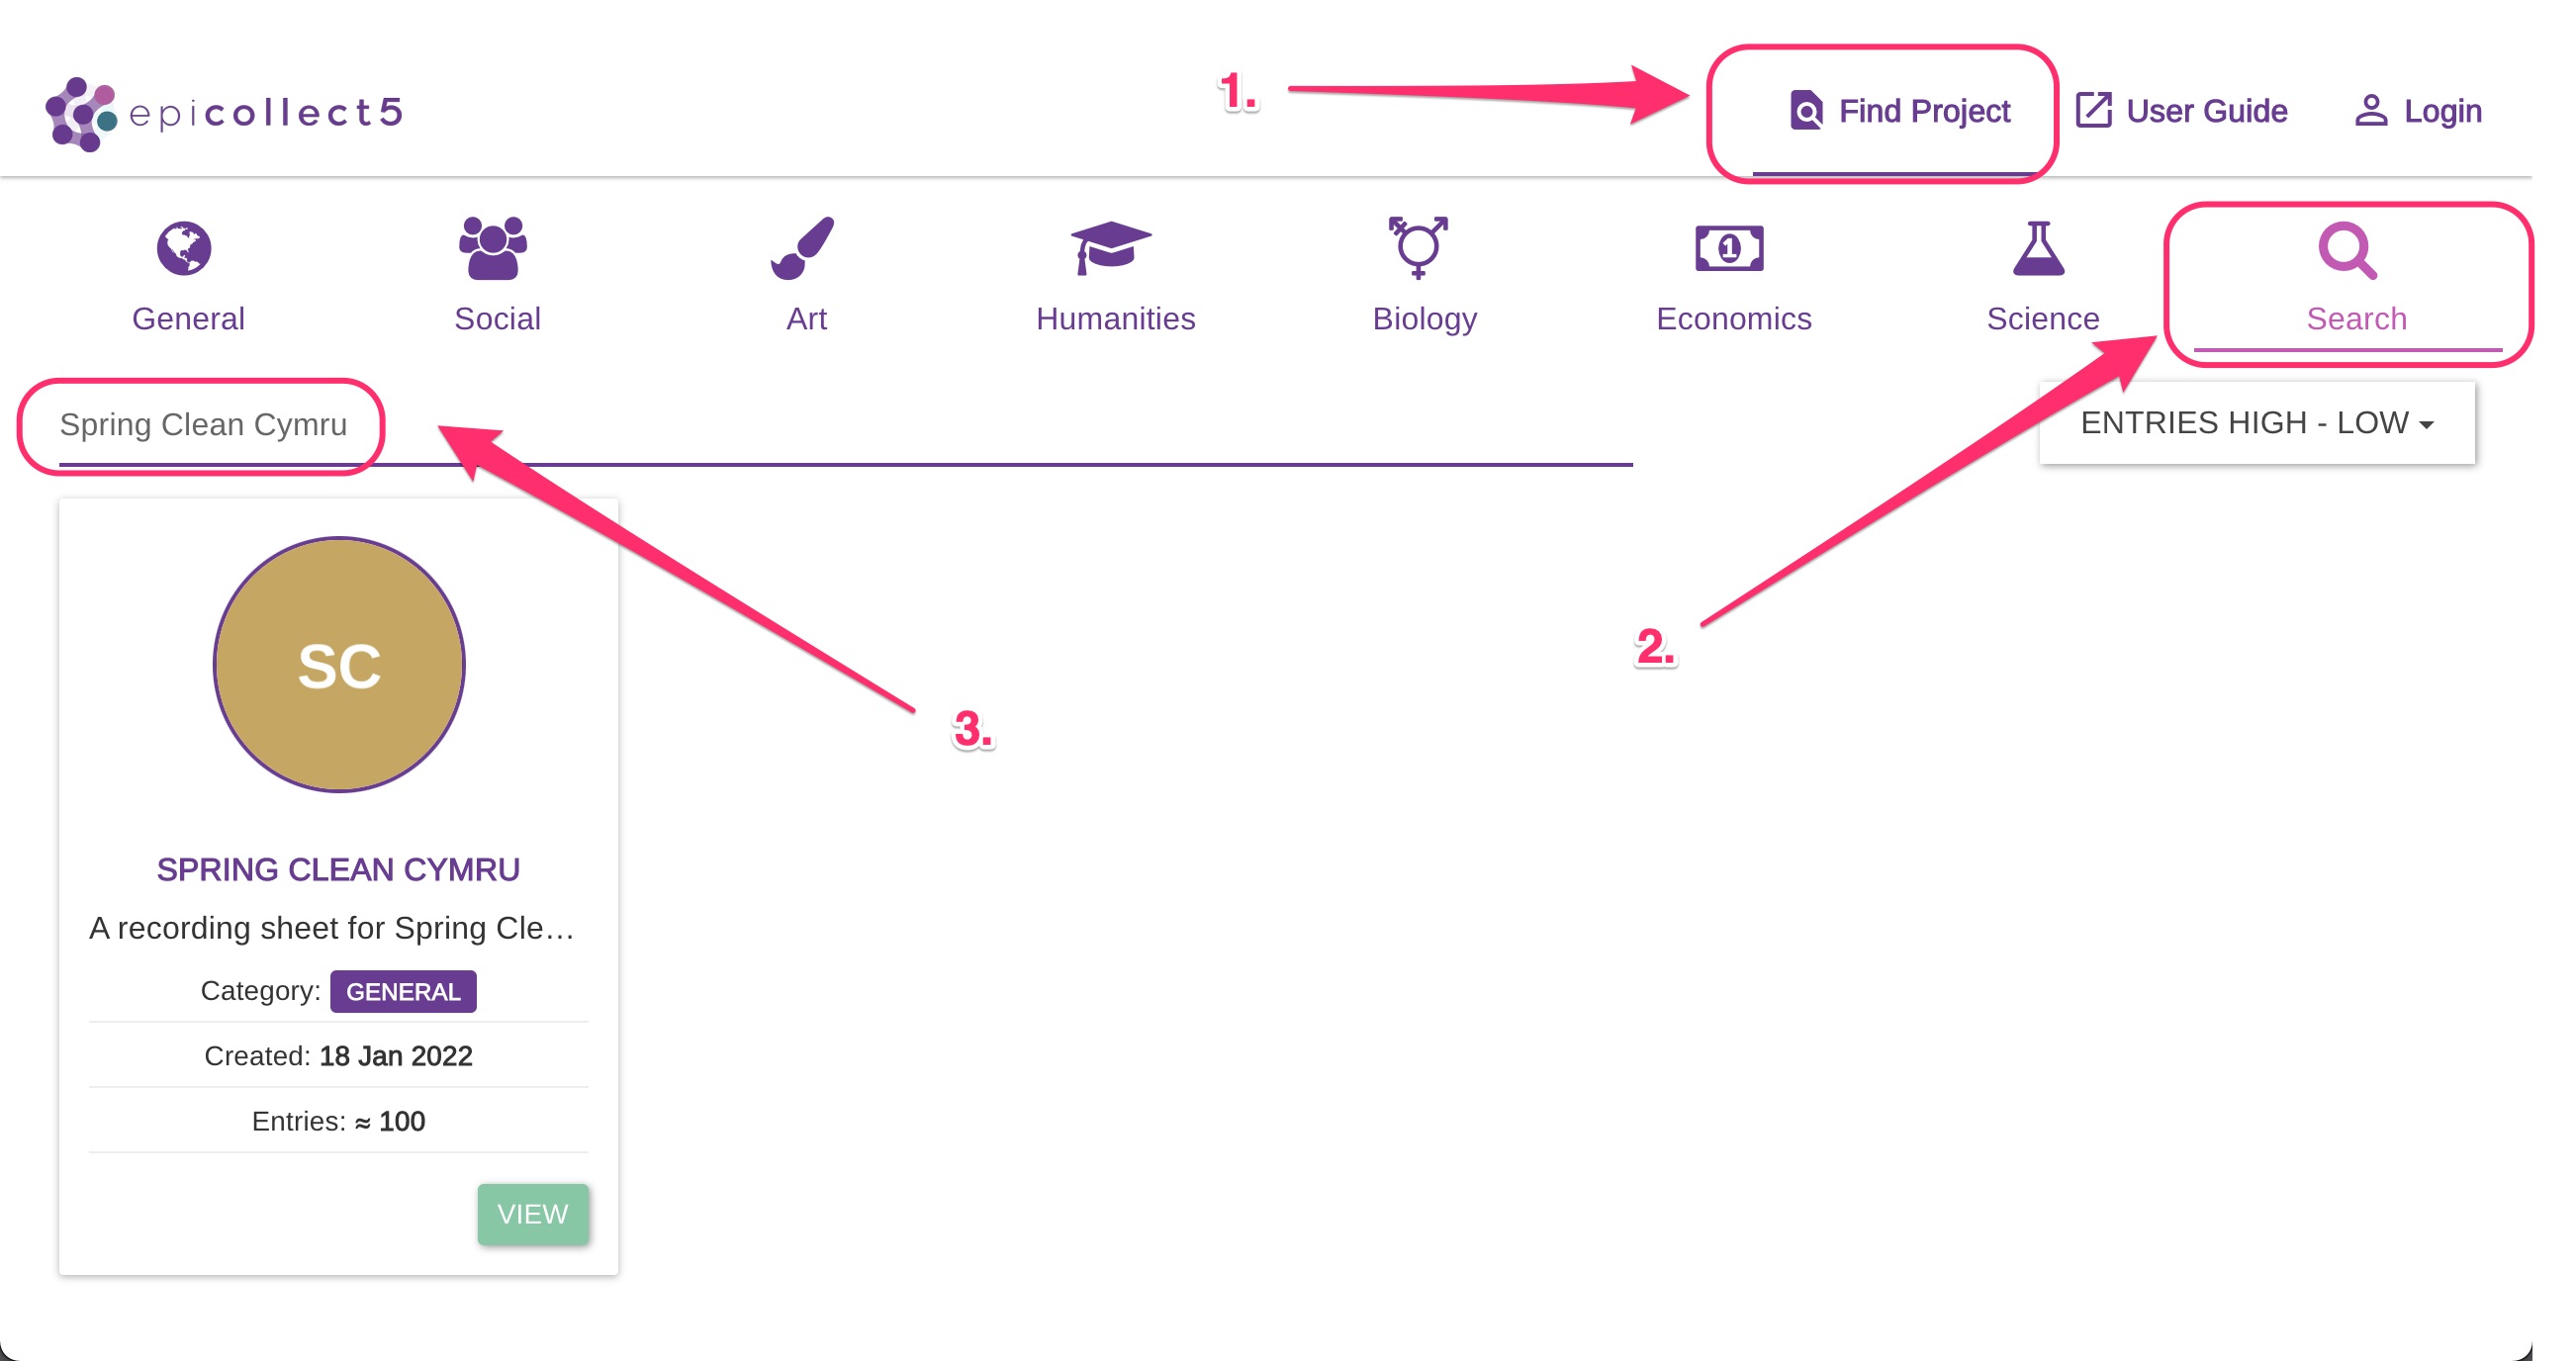 1.
epicollect5
Find Project
User Guide
Login
General
Social
Art
Humanities
Biology
Economics
Science
Search
Spring Clean Cymru
ENTRIES HIGH - LOW
SC
2.
3.
SPRING CLEAN CYMRU
A recording sheet for Spring Cle...
Category: GENERAL
Created: 18 Jan 2022
Entries: ≈ 100
VIEW